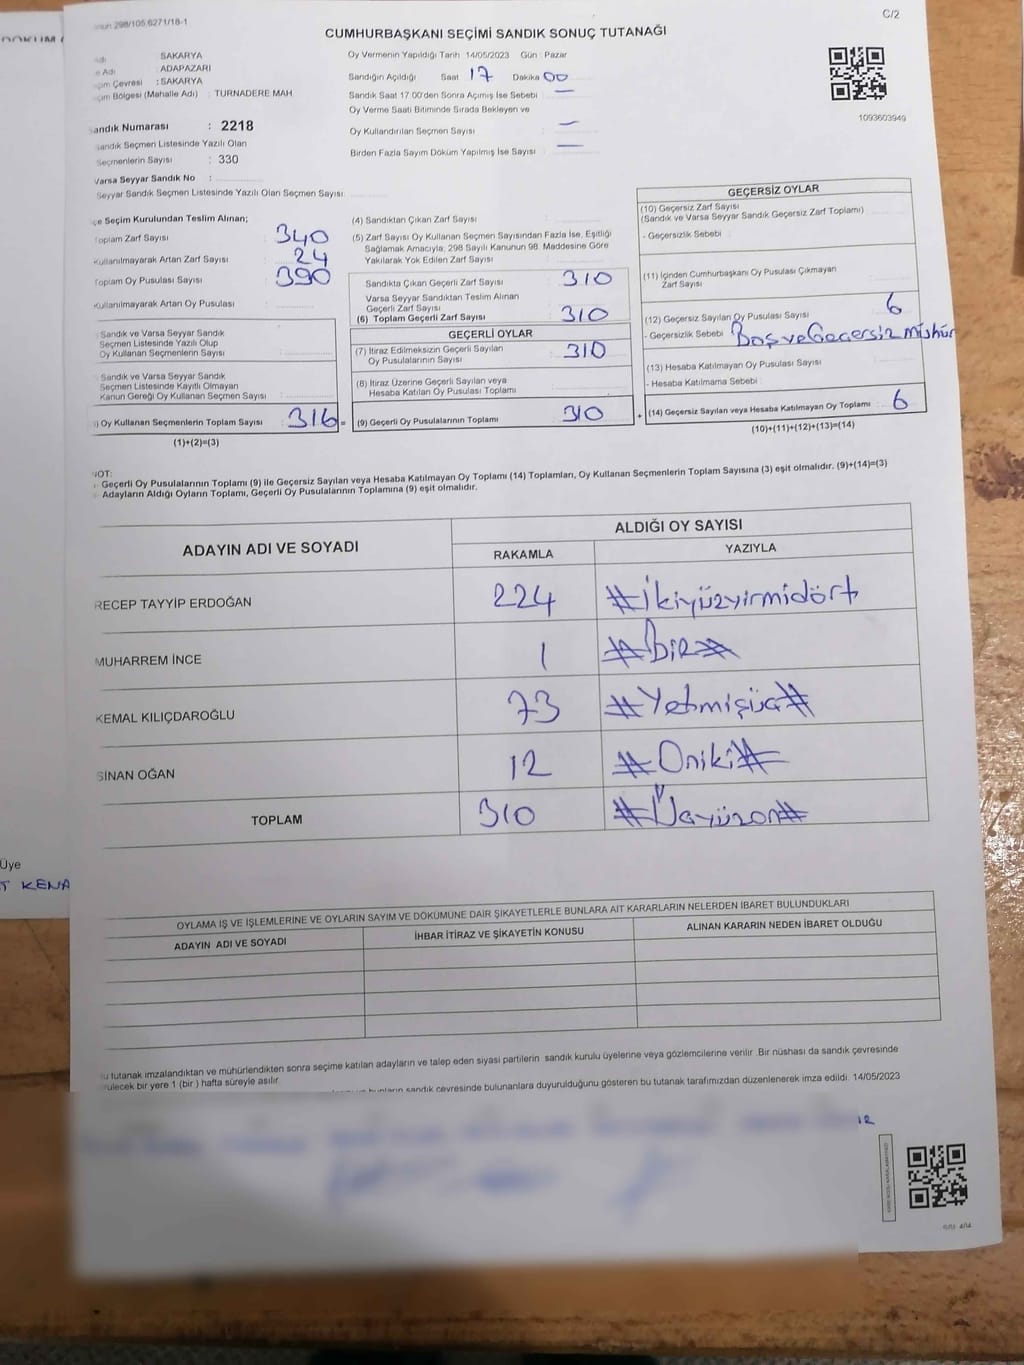 298/105,6271/18-1
C/2
CUMHURBAŞKANI SEÇİMİ SANDIK SONUÇ TUTANAĞI
SAKARYA
Adı : ADAPAZARI
Çevresi : SAKARYA
Bölgesi (Mahalle Adı) : TURNADERE MAH
Oy Vermenin Yapıldığı Tarih 14/05/2023 Gün : Pazar
Sandığın Açıldığı Saat 17 Dakika 00
Sandık Saat 17:00'den Sonra Açımış İse Sebebi : —
Oy Verme Saati Bitiminde Sırada Bekleyen ve
Oy Kullandırılan Seçmen Sayısı : —
Birden Fazla Sayım Döküm Yapılmış İse Sayısı : —
1093603949
Sandık Numarası : 2218
Sandık Seçmen Listesinde Yazılı Olan
Seçmenlerin Sayısı : 330
Varsa Seyyar Sandık No :
Seyyar Sandık Seçmen Listesinde Yazılı Olan Seçmen Sayısı:
Seçim Kurulundan Teslim Alınan;
Toplam Zarf Sayısı : 340
Kullanılmayarak Artan Zarf Sayısı : 24
Toplam Oy Pusulası Sayısı : 390
Kullanılmayarak Artan Oy Pusulası :
Sandık ve Varsa Seyyar Sandık
Seçmen Listesinde Yazılı Olup
Oy Kullanan Seçmenlerin Sayısı :
Sandık ve Varsa Seyyar Sandık
Seçmen Listesinde Kayıtlı Olmayan
Kanun Gereği Oy Kullanan Seçmen Sayısı :
Oy Kullanan Seçmenlerin Toplam Sayısı : 316 =
(1)+(2)=(3)
(4) Sandıktan Çıkan Zarf Sayısı :
(5) Zarf Sayısı Oy Kullanan Seçmen Sayısından Fazla İse, Eşitliği
Sağlamak Amacıyla; 298 Sayılı Kanunun 98. Maddesine Göre
Yakılarak Yok Edilen Zarf Sayısı :
Sandıkta Çıkan Geçerli Zarf Sayısı : 310
Varsa Seyyar Sandıktan Teslim Alınan
Geçerli Zarf Sayısı :
(6) Toplam Geçerli Zarf Sayısı : 310
GEÇERLİ OYLAR
(7) İtiraz Edilmeksizin Geçerli Sayılan
Oy Pusulalarının Sayısı : 310
(8) İtiraz Üzerine Geçerli Sayılan veya
Hesaba Katılan Oy Pusulaları Toplamı :
(9) Geçerli Oy Pusulalarının Toplamı : 310 +
GEÇERSİZ OYLAR
(10) Geçersiz Zarf Sayısı
(Sandık ve Varsa Seyyar Sandık Geçersiz Zarf Toplamı)
- Geçersizlik Sebebi :
(11) İçinden Cumhurbaşkanı Oy Pusulası Çıkmayan
Zarf Sayısı :
(12) Geçersiz Sayılan Oy Pusulası Sayısı : 6
- Geçersizlik Sebebi : Boş ve Geçersiz mühür
(13) Hesaba Katılmayan Oy Pusulası Sayısı :
- Hesaba Katılmama Sebebi :
(14) Geçersiz Sayılan veya Hesaba Katılmayan Oy Toplamı : 6
(10)+(11)+(12)+(13)=(14)
NOT:
Geçerli Oy Pusulalarının Toplamı (9) ile Geçersiz Sayılan veya Hesaba Katılmayan Oy Toplamı (14) Toplamları, Oy Kullanan Seçmenlerin Toplam Sayısına (3) eşit olmalıdır. (9)+(14)=(3)
Adayların Aldığı Oyların Toplamı, Geçerli Oy Pusulalarının Toplamına (9) eşit olmalıdır.
ADAYIN ADI VE SOYADI
ALDIĞI OY SAYISI
RAKAMLA YAZIYLA
RECEP TAYYİP ERDOĞAN 224 #İkiyüzyirmidört
MUHARREM İNCE 1 #Bir#
KEMAL KILIÇDAROĞLU 73 #Yetmişüç#
SİNAN OĞAN 12 #Oniki#
TOPLAM 310 #Üçyüzon#
Üye
KENA
OYLAMA İŞ VE İŞLEMLERİNE VE OYLARIN SAYIM VE DÖKÜMÜNE DAİR ŞİKAYETLERLE BUNLARA AİT KARARLARIN NELERDEN İBARET BULUNDUKLARI
ADAYIN ADI VE SOYADI İHBAR İTİRAZ VE ŞİKAYETİN KONUSU ALINAN KARARIN NEDEN İBARET OLDUĞU
tutanak imzalandıktan ve mühürlendikten sonra seçime katılan adayların ve talep eden siyasi partilerin sandık kurulu üyelerine veya gözlemcilerine verilir. Bir nüshası da sandık çevresinde
bir yere 1 (bir) hafta süreyle asılır.
sandık çevresinde bulunanlara duyurulduğunu gösteren bu tutanak tarafımızdan düzenlenerek imza edildi. 14/05/2023